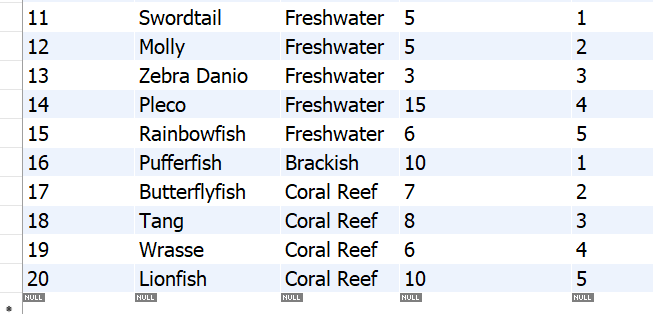 11 Swordtail Freshwater 5 1
12 Molly Freshwater 5 2
13 Zebra Danio Freshwater 3 3
14 Pleco Freshwater 15 4
15 Rainbowfish Freshwater 6 5
16 Pufferfish Brackish 10 1
17 Butterflyfish Coral Reef 7 2
18 Tang Coral Reef 8 3
19 Wrasse Coral Reef 6 4
20 Lionfish Coral Reef 10 5
NULL NULL NULL NULL NULL